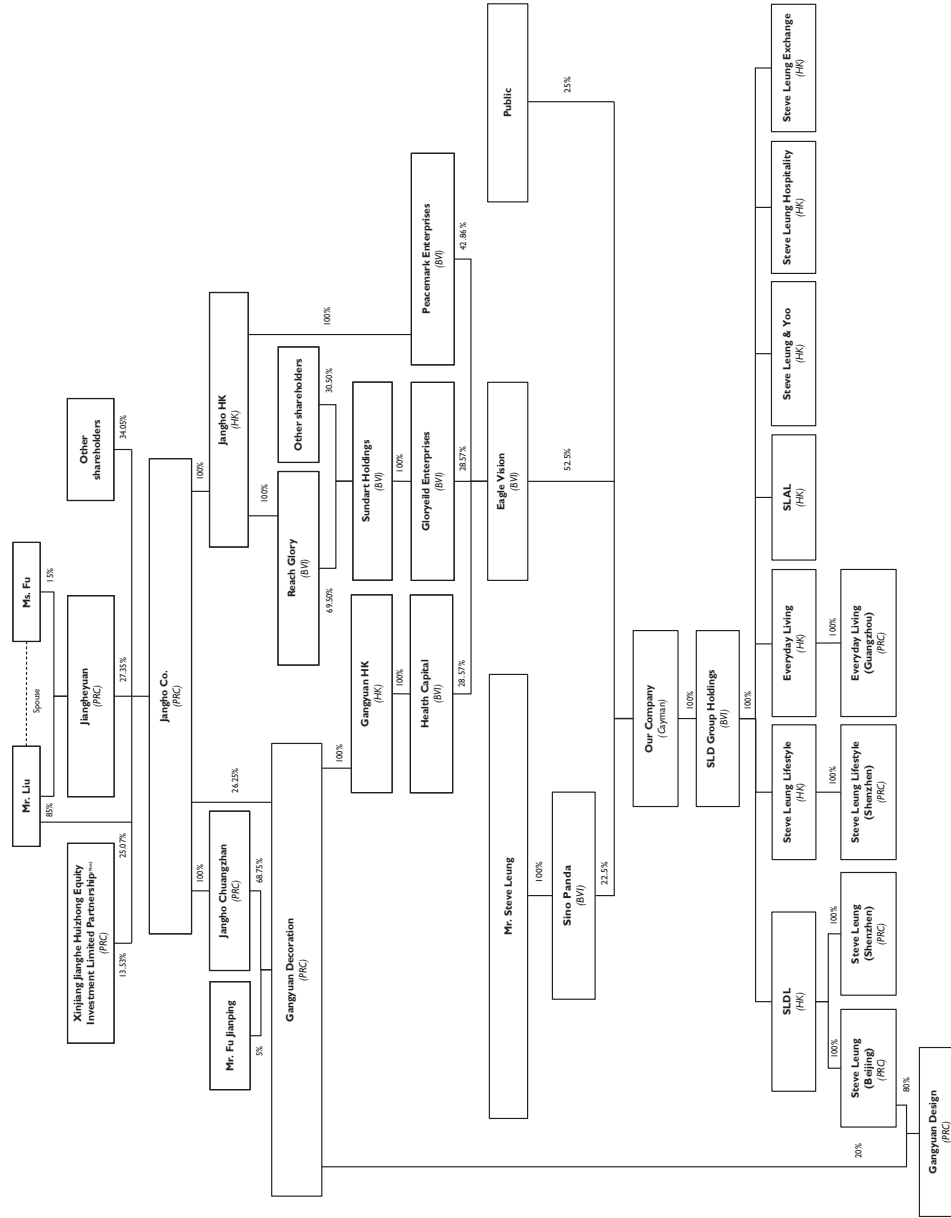 Mr. Liu
Spouse
Ms. Fu
85%
15%
Xinjiang Jianghe Huizhong Equity
Investment Limited Partnership(Note)
(PRC)
Jiangheyuan
(PRC)
Other
shareholders
13.53%
25.07%
27.35%
34.05%
Jangho Co.
(PRC)
100%
26.25%
100%
Mr. Fu Jianping
Jangho Chuangzhan
(PRC)
Jangho HK
(HK)
5%
68.75%
100%
100%
Gangyuan Decoration
(PRC)
Reach Glory
(BVI)
Other shareholders
100%
69.50%
30.50%
Gangyuan HK
(HK)
Sundart Holdings
(BVI)
100%
100%
Health Capital
(BVI)
Gloryeild Enterprises
(BVI)
Peacemark Enterprises
(BVI)
28.57%
28.57%
42.86%
Mr. Steve Leung
Eagle Vision
(BVI)
Public
100%
Sino Panda
(BVI)
22.5%
52.5%
25%
Our Company
(Cayman)
100%
SLD Group Holdings
(BVI)
100%
SLDL
(HK)
Steve Leung Lifestyle
(HK)
Everyday Living
(HK)
SLAL
(HK)
Steve Leung & Yoo
(HK)
Steve Leung Hospitality
(HK)
Steve Leung Exchange
(HK)
100%
100%
100%
100%
Steve Leung
(Beijing)
(PRC)
Steve Leung
(Shenzhen)
(PRC)
Steve Leung Lifestyle
(Shenzhen)
(PRC)
Everyday Living
(Guangzhou)
(PRC)
20%
80%
Gangyuan Design
(PRC)